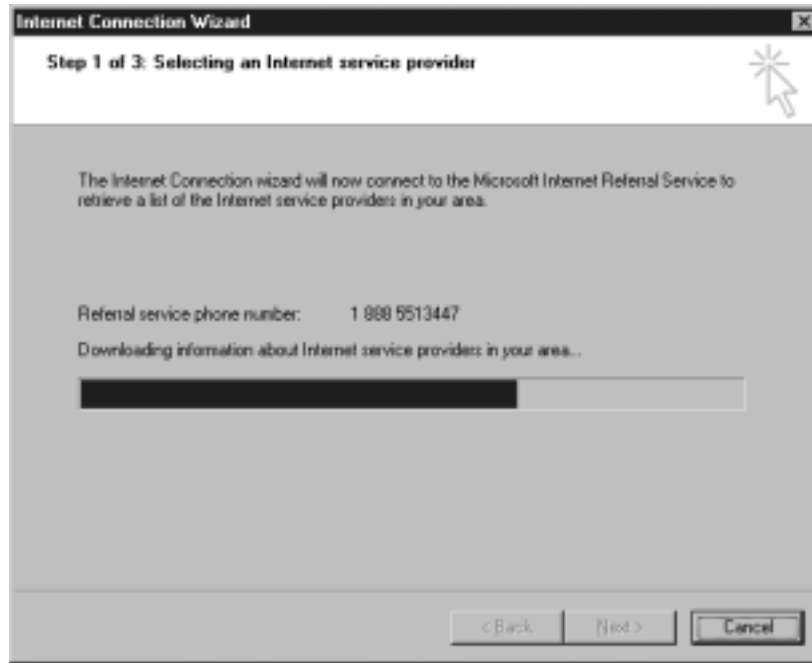 Internet Connection Wizard
Step 1 of 3: Selecting an Internet service provider
The Internet Connection wizard will now connect to the Microsoft Internet Referral Service to
retrieve a list of the Internet service providers in your area.
Referral service phone number: 1 888 5513447
Downloading information about Internet service providers in your area...
< Back Next > Cancel